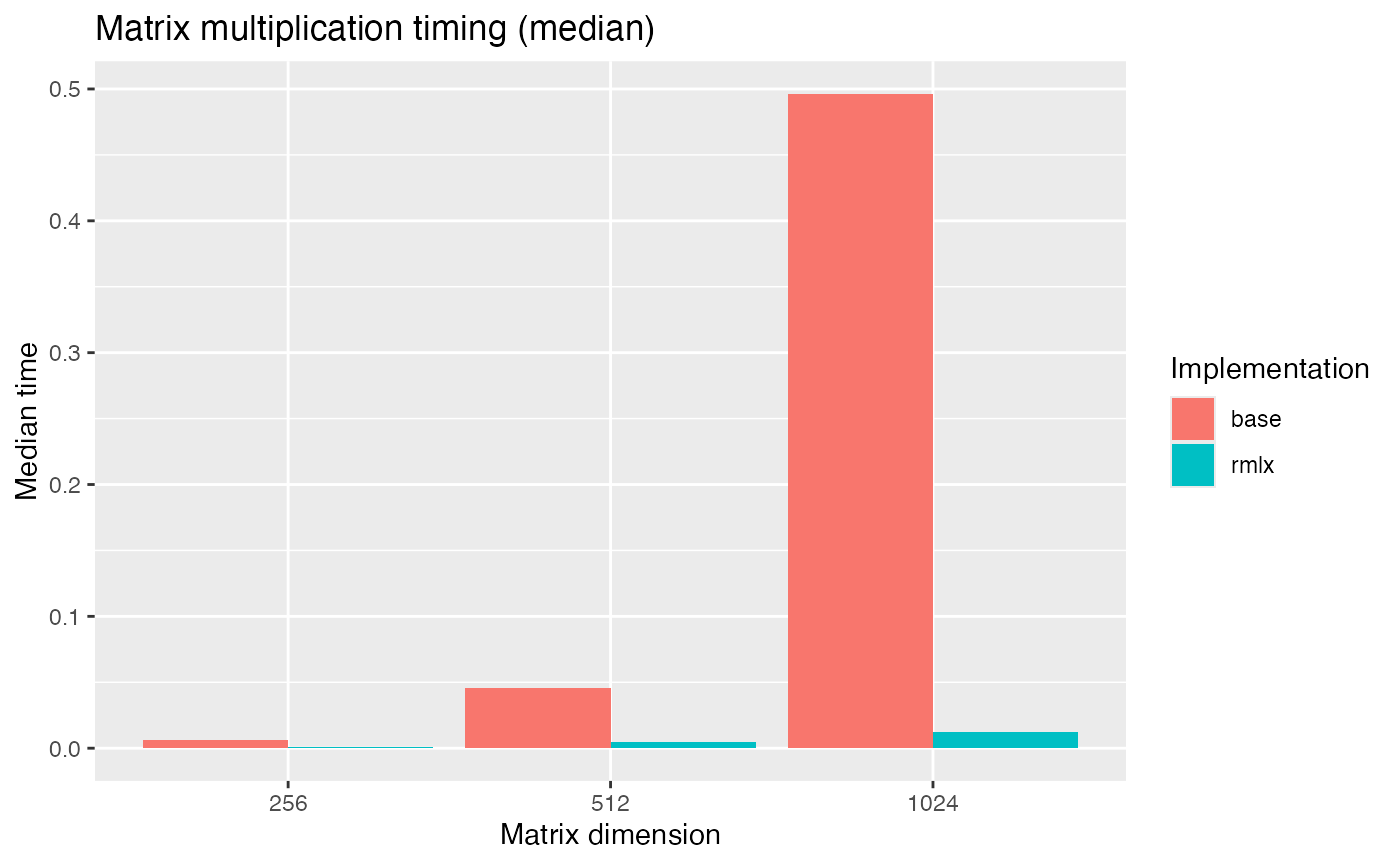 Matrix multiplication timing (median)
Median time
0.5
0.4
0.3
0.2
0.1
0.0
256 512 1024
Matrix dimension
Implementation
base
rmlx